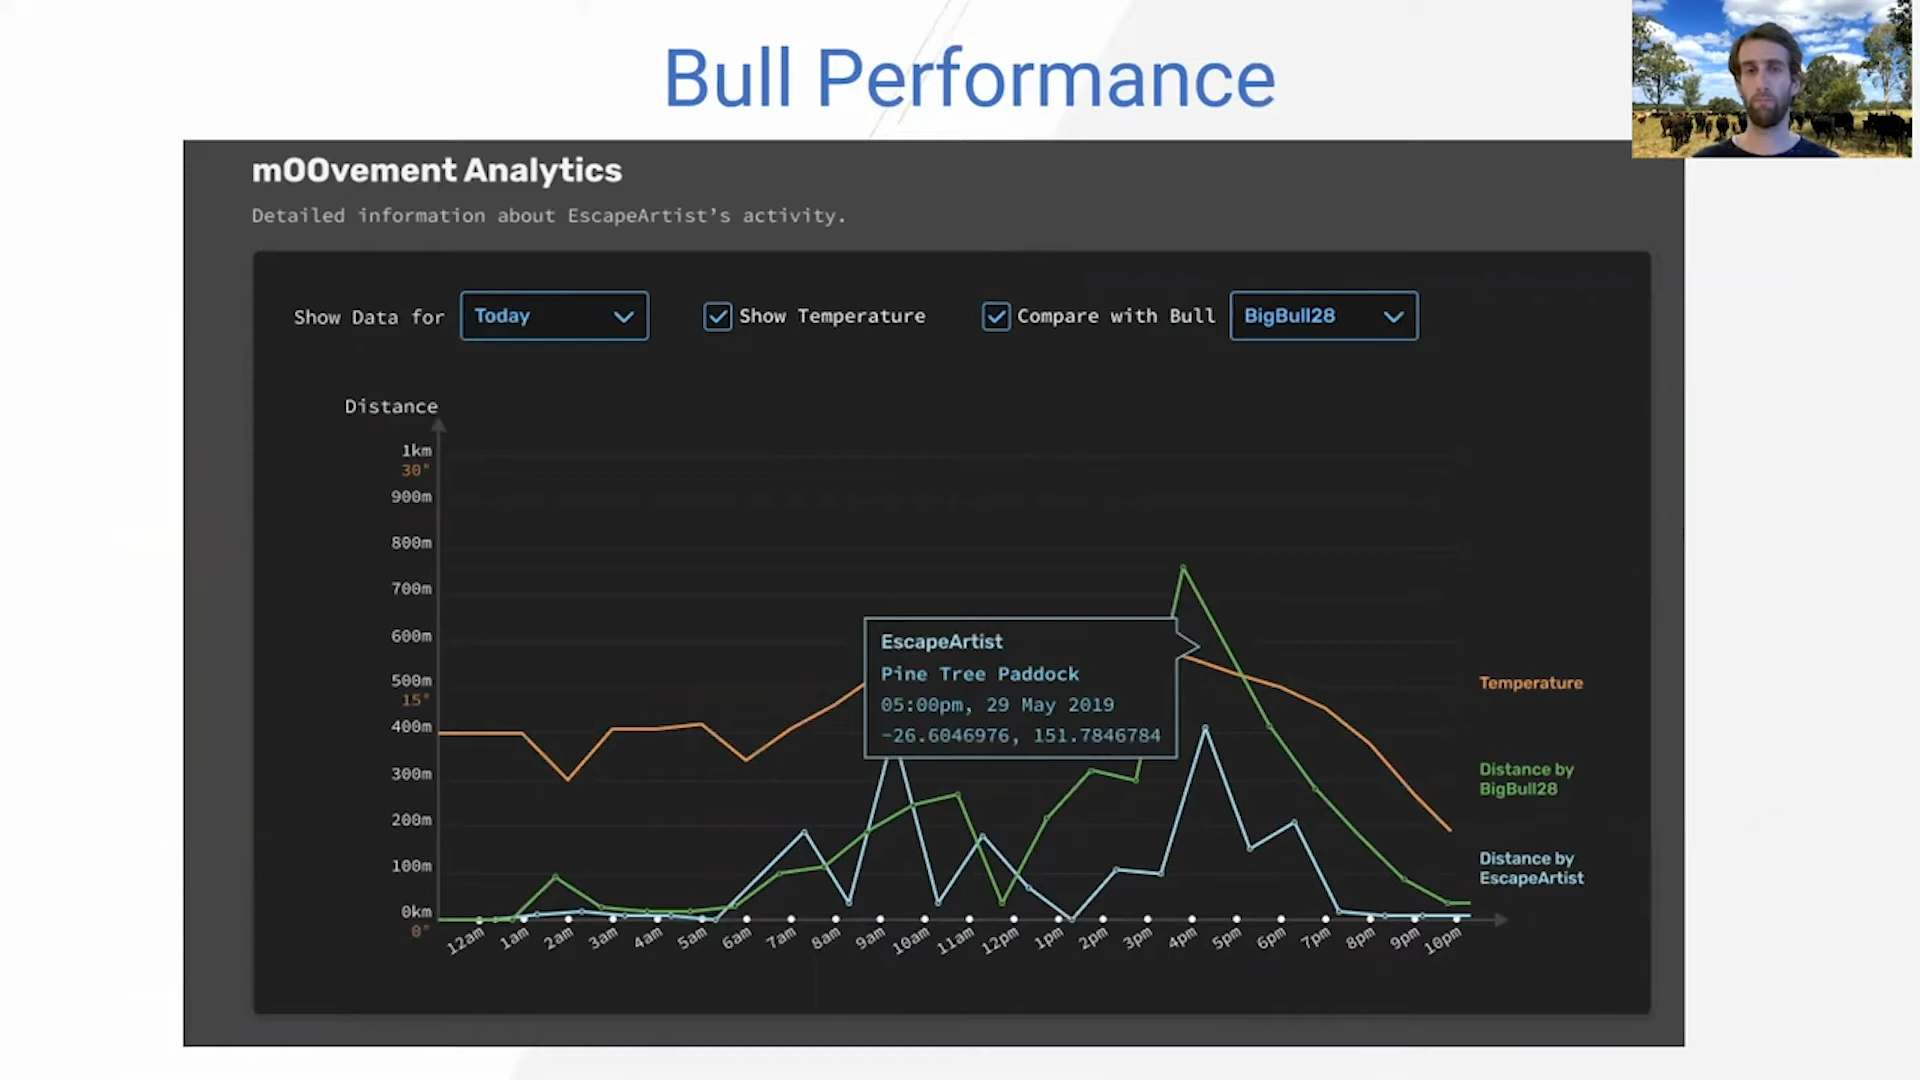 Bull Performance
m00vement Analytics
Detailed information about EscapeArtist's activity.
Show Data for Today Show Temperature Compare with Bull BigBull28
Distance
1km
30°
900m
800m
700m
600m
500m
15°
400m
300m
200m
100m
0km
0°
EscapeArtist
Pine Tree Paddock
05:00pm, 29 May 2019
-26.6046976, 151.7846784
Temperature
Distance by
BigBull28
Distance by
EscapeArtist
12am 1am 2am 3am 4am 5am 6am 7am 8am 9am 10am 11am 12pm 1pm 2pm 3pm 4pm 5pm 6pm 7pm 8pm 9pm 10pm